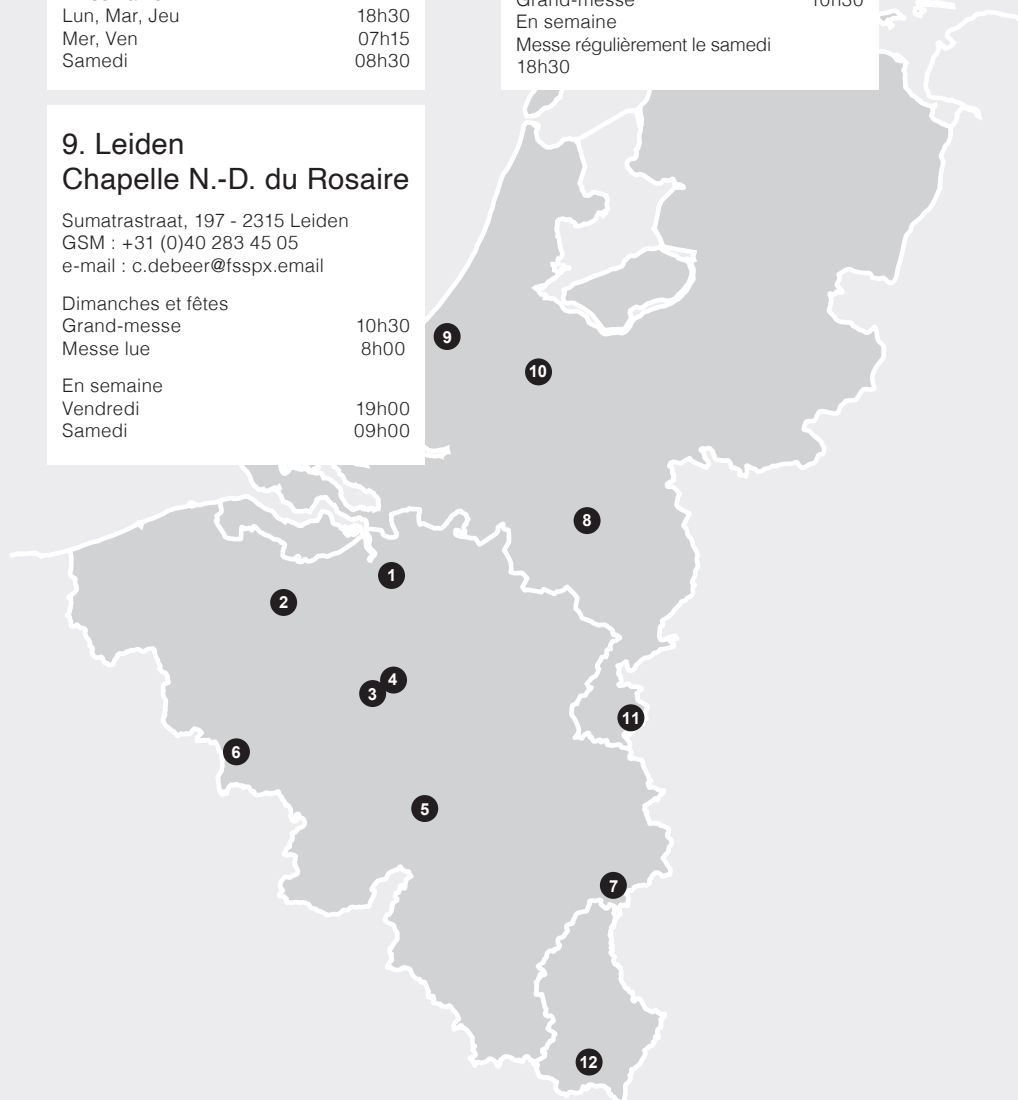 Lun, Mar, Jeu 18h30
Mer, Ven 07h15
Samedi 08h30
Grand-messe 10h30
En semaine
Messe régulièrement le samedi
18h30
9. Leiden
Chapelle N.-D. du Rosaire
Sumatrastraat, 197 - 2315 Leiden
GSM : +31 (0)40 283 45 05
e-mail : c.debeer@fsspx.email
Dimanches et fêtes
Grand-messe 10h30
Messe lue 8h00
En semaine
Vendredi 19h00
Samedi 09h00
9
10
8
1
2
4
3
11
6
5
7
12